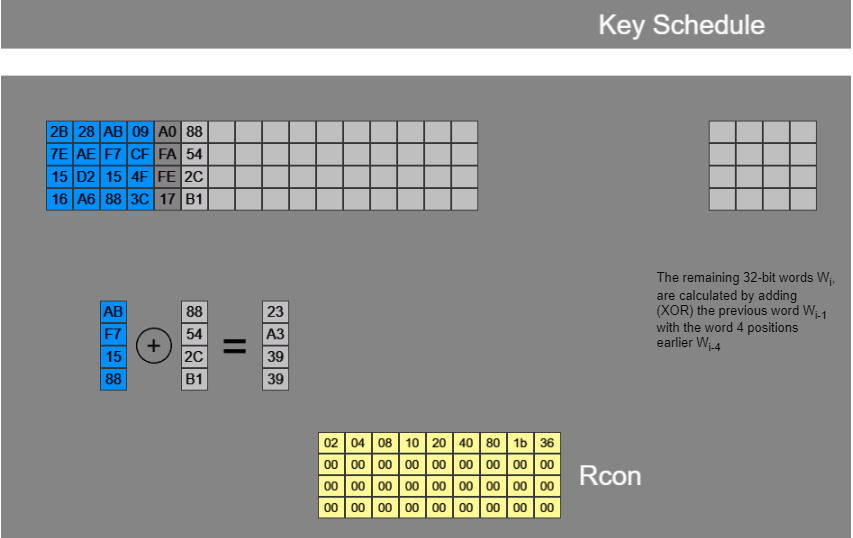 Key Schedule
2B 28 AB 09 A0 88
7E AE F7 CF FA 54
15 D2 15 4F FE 2C
16 A6 88 3C 17 B1
The remaining 32-bit words Wi,
are calculated by adding
(XOR) the previous word Wi-1
with the word 4 positions
earlier Wi-4
AB 88 23
F7 54 A3
+ =
15 2C 39
88 B1 39
02 04 08 10 20 40 80 1b 36
00 00 00 00 00 00 00 00 00
00 00 00 00 00 00 00 00 00
00 00 00 00 00 00 00 00 00
Rcon